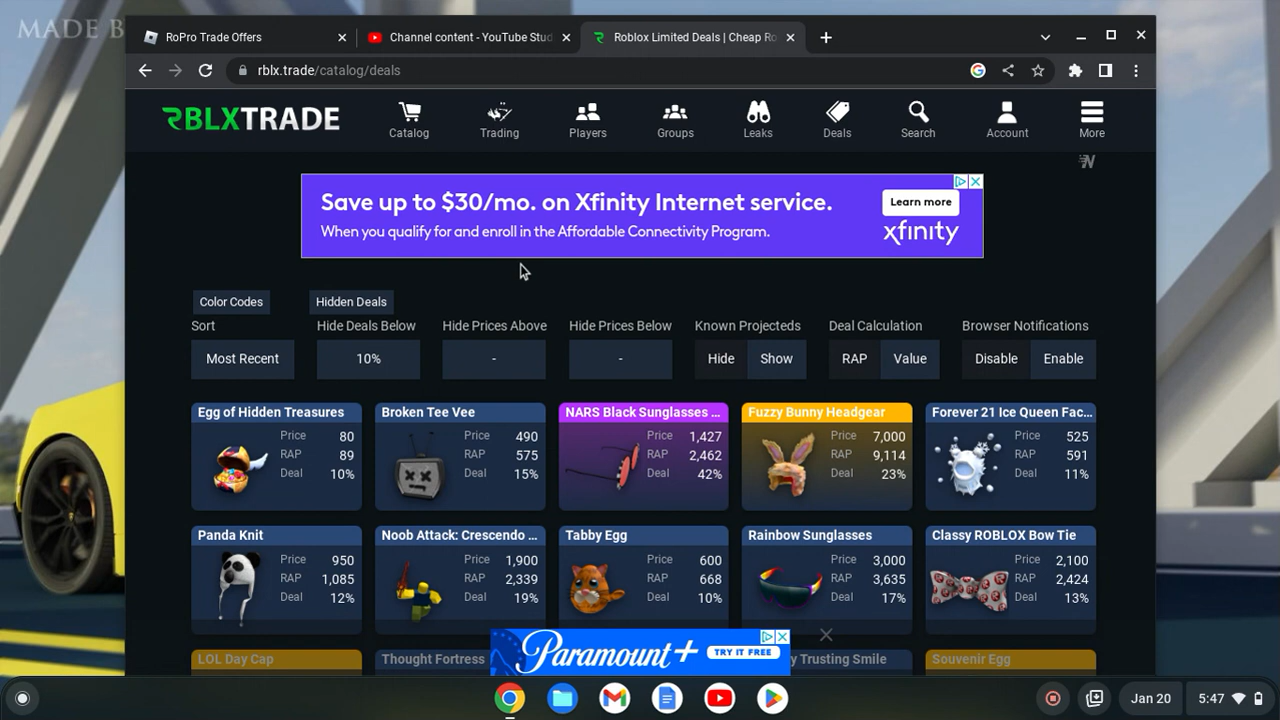 MADE B
RoPro Trade Offers
Channel content - YouTube Stud
Roblox Limited Deals | Cheap Ro
rblx.trade/catalog/deals
RBLXTRADE
Catalog
Trading
Players
Groups
Leaks
Deals
Search
Account
More
Save up to $30/mo. on Xfinity Internet service.
When you qualify for and enroll in the Affordable Connectivity Program.
Learn more
xfinity
Color Codes
Hidden Deals
Sort
Hide Deals Below
Hide Prices Above
Hide Prices Below
Known Projecteds
Deal Calculation
Browser Notifications
Most Recent
10%
-
-
Hide
Show
RAP
Value
Disable
Enable
Egg of Hidden Treasures
Price 80
RAP 89
Deal 10%
Broken Tee Vee
Price 490
RAP 575
Deal 15%
NARS Black Sunglasses ...
Price 1,427
RAP 2,462
Deal 42%
Fuzzy Bunny Headgear
Price 7,000
RAP 9,114
Deal 23%
Forever 21 Ice Queen Fac...
Price 525
RAP 591
Deal 11%
Panda Knit
Price 950
RAP 1,085
Deal 12%
Noob Attack: Crescendo ...
Price 1,900
RAP 2,339
Deal 19%
Tabby Egg
Price 600
RAP 668
Deal 10%
Rainbow Sunglasses
Price 3,000
RAP 3,635
Deal 17%
Classy ROBLOX Bow Tie
Price 2,100
RAP 2,424
Deal 13%
LOL Day Cap
Thought Fortress
y Trusting Smile
Souvenir Egg
Paramount+
TRY IT FREE
Jan 20
5:47